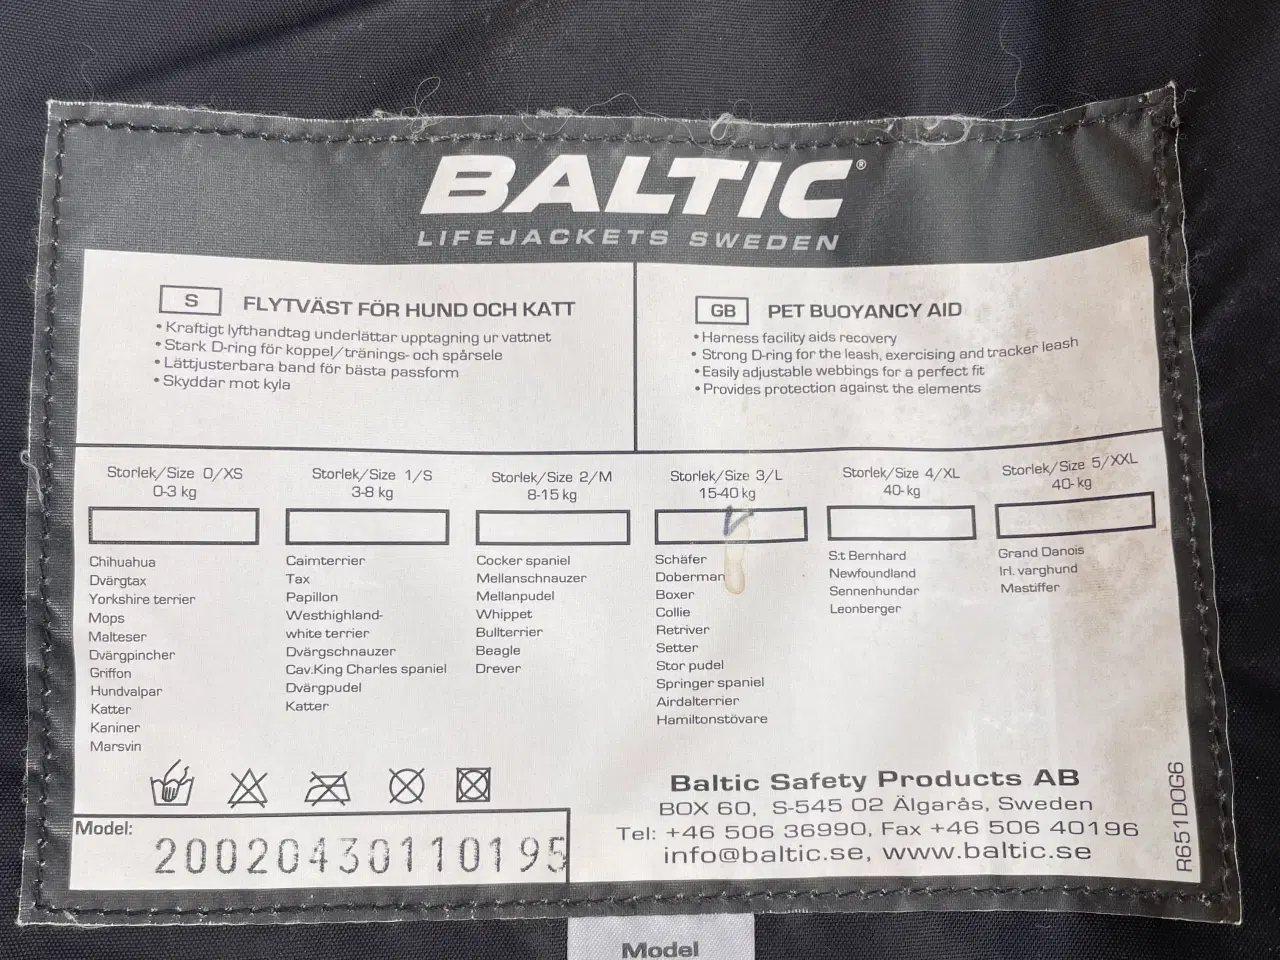 BALTIC®
LIFEJACKETS SWEDEN
S FLYTVÄST FÖR HUND OCH KATT
• Kraftigt lyfthandtag underlättar upptagning ur vattnet
• Stark D-ring för koppel/tränings- och spårsele
• Lättjusterbara band för bästa passform
• Skyddar mot kyla
GB PET BUOYANCY AID
• Harness facility aids recovery
• Strong D-ring for the leash, exercising and tracker leash
• Easily adjustable webbings for a perfect fit
• Provides protection against the elements
Storlek/Size 0/XS
0-3 kg
Chihuahua
Dvärgtax
Yorkshire terrier
Mops
Malteser
Dvärgpincher
Griffon
Hundvalpar
Katter
Kaniner
Marsvin
Storlek/Size 1/S
3-8 kg
Cairnterrier
Tax
Papillon
Westhighland-
white terrier
Dvärgschnauzer
Cav.King Charles spaniel
Dvärgpudel
Katter
Storlek/Size 2/M
8-15 kg
Cocker spaniel
Mellanschnauzer
Mellanpudel
Whippet
Bullterrier
Beagle
Drever
Storlek/Size 3/L
15-40 kg
Schäfer
Doberman
Boxer
Collie
Retriver
Setter
Stor pudel
Springer spaniel
Airdalterrier
Hamiltonstövare
Storlek/Size 4/XL
40- kg
S:t Bernhard
Newfoundland
Sennenhundar
Leonberger
Storlek/Size 5/XXL
40- kg
Grand Danois
Irl. varghund
Mastiffer
Model:
20020430110195
Baltic Safety Products AB
BOX 60, S-545 02 Älgarås, Sweden
Tel: +46 506 36990, Fax +46 506 40196
info@baltic.se, www.baltic.se
R651DOG6
Model